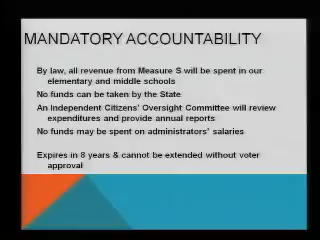 MANDATORY ACCOUNTABILITY
By law, all revenue from Measure S will be spent in our
elementary and middle schools
No funds can be taken by the State
An Independent Citizens' Oversight Committee will review
expenditures and provide annual reports
No funds may be spent on administrators' salaries
Expires in 8 years & cannot be extended without voter
approval